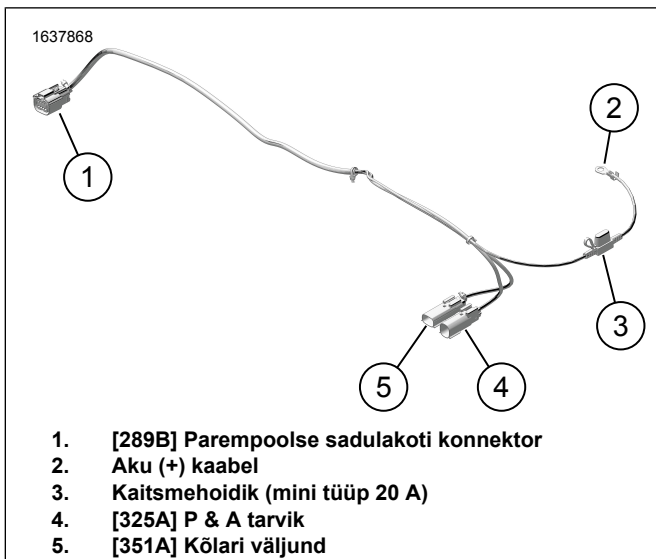 1637868
1
2
3
5
4
1. [289B] Parempoolse sadulakoti konnektor
2. Aku (+) kaabel
3. Kaitsmehoidik (mini tüüp 20 A)
4. [325A] P & A tarvik
5. [351A] Kõlari väljund